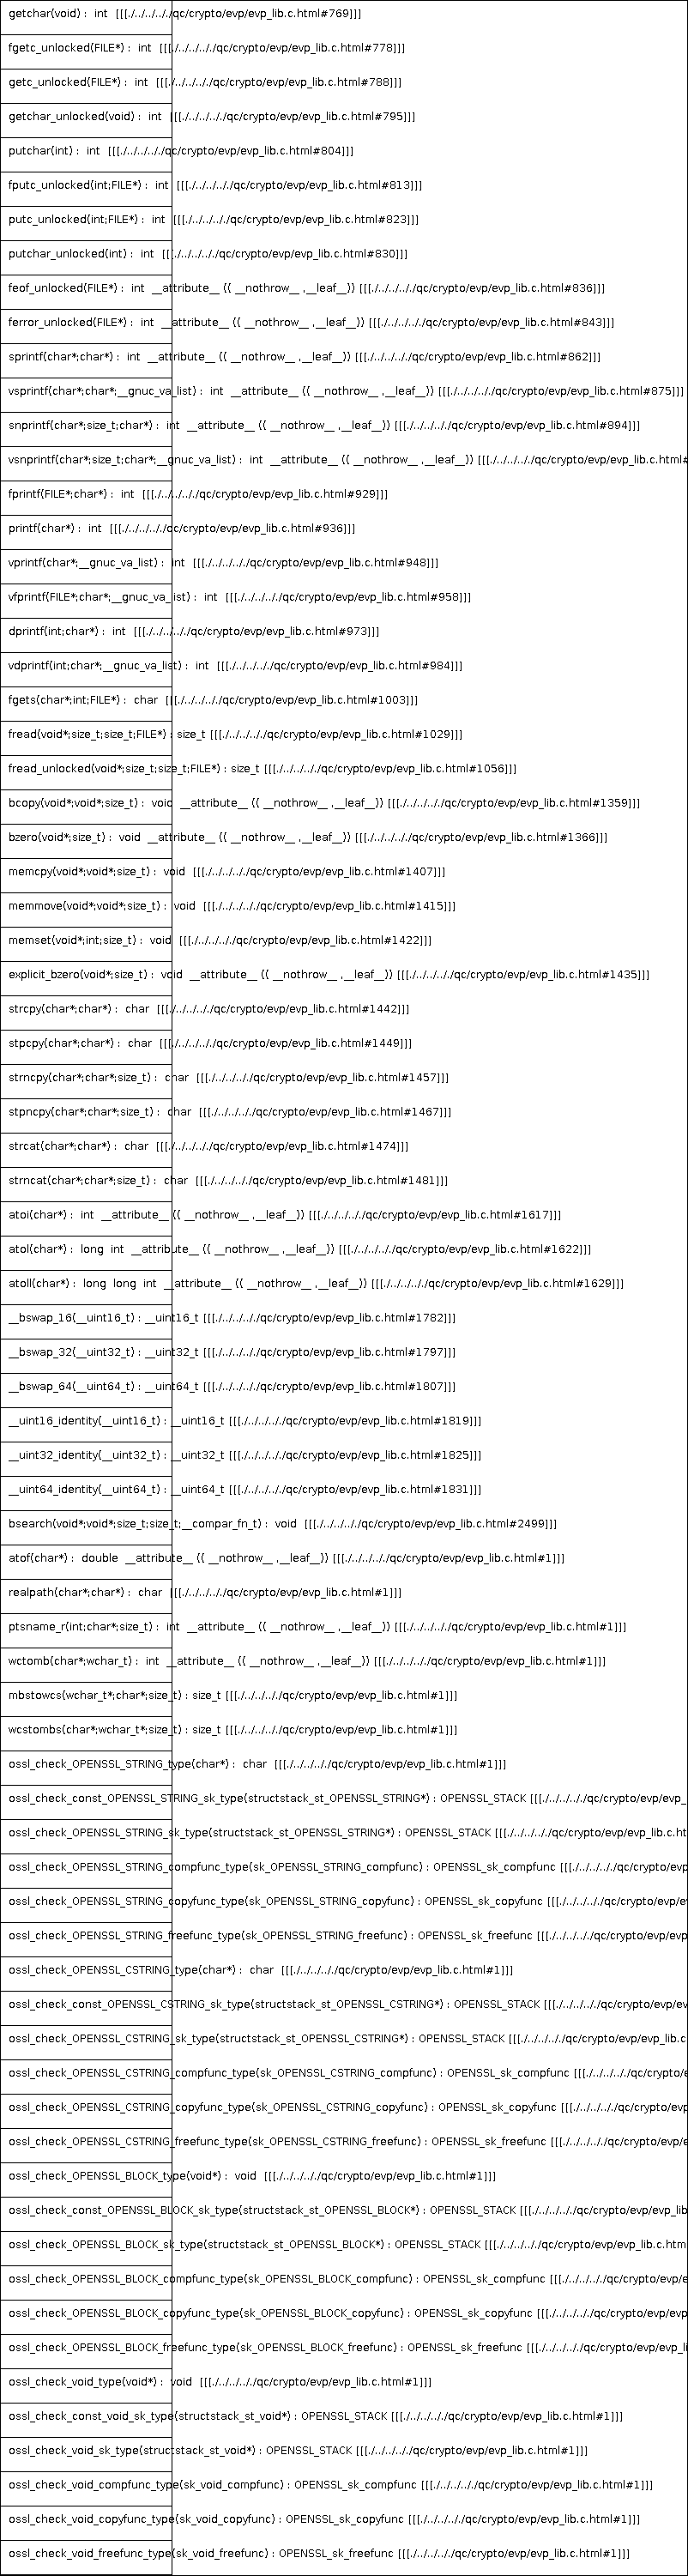 getchar(void) : int [[[./../../../../qc/crypto/evp/evp_lib.c.html#769]]]
fgetc_unlocked(FILE*) : int [[[./../../../../qc/crypto/evp/evp_lib.c.html#778]]]
getc_unlocked(FILE*) : int [[[./../../../../qc/crypto/evp/evp_lib.c.html#788]]]
getchar_unlocked(void) : int [[[./../../../../qc/crypto/evp/evp_lib.c.html#795]]]
putchar(int) : int [[[./../../../../qc/crypto/evp/evp_lib.c.html#804]]]
fputc_unlocked(int;FILE*) : int [[[./../../../../qc/crypto/evp/evp_lib.c.html#813]]]
putc_unlocked(int;FILE*) : int [[[./../../../../qc/crypto/evp/evp_lib.c.html#823]]]
putchar_unlocked(int) : int [[[./../../../../qc/crypto/evp/evp_lib.c.html#830]]]
feof_unlocked(FILE*) : int __attribute__ (( __nothrow__ ,__leaf__)) [[[./../../../../qc/crypto/evp/evp_lib.c.html#836]]]
ferror_unlocked(FILE*) : int __attribute__ (( __nothrow__ ,__leaf__)) [[[./../../../../qc/crypto/evp/evp_lib.c.html#843]]]
sprintf(char*;char*) : int __attribute__ (( __nothrow__ ,__leaf__)) [[[./../../../../qc/crypto/evp/evp_lib.c.html#862]]]
vsprintf(char*;char*;__gnuc_va_list) : int __attribute__ (( __nothrow__ ,__leaf__)) [[[./../../../../qc/crypto/evp/evp_lib.c.html#875]]]
snprintf(char*;size_t;char*) : int __attribute__ (( __nothrow__ ,__leaf__)) [[[./../../../../qc/crypto/evp/evp_lib.c.html#894]]]
vsnprintf(char*;size_t;char*;__gnuc_va_list) : int __attribute__ (( __nothrow__ ,__leaf__)) [[[./../../../../qc/crypto/evp/evp_lib.c.html#
fprintf(FILE*;char*) : int [[[./../../../../qc/crypto/evp/evp_lib.c.html#929]]]
printf(char*) : int [[[./../../../../qc/crypto/evp/evp_lib.c.html#936]]]
vprintf(char*;__gnuc_va_list) : int [[[./../../../../qc/crypto/evp/evp_lib.c.html#948]]]
vfprintf(FILE*;char*;__gnuc_va_list) : int [[[./../../../../qc/crypto/evp/evp_lib.c.html#958]]]
dprintf(int;char*) : int [[[./../../../../qc/crypto/evp/evp_lib.c.html#973]]]
vdprintf(int;char*;__gnuc_va_list) : int [[[./../../../../qc/crypto/evp/evp_lib.c.html#984]]]
fgets(char*;int;FILE*) : char [[[./../../../../qc/crypto/evp/evp_lib.c.html#1003]]]
fread(void*;size_t;size_t;FILE*) : size_t [[[./../../../../qc/crypto/evp/evp_lib.c.html#1029]]]
fread_unlocked(void*;size_t;size_t;FILE*) : size_t [[[./../../../../qc/crypto/evp/evp_lib.c.html#1056]]]
bcopy(void*;void*;size_t) : void __attribute__ (( __nothrow__ ,__leaf__)) [[[./../../../../qc/crypto/evp/evp_lib.c.html#1359]]]
bzero(void*;size_t) : void __attribute__ (( __nothrow__ ,__leaf__)) [[[./../../../../qc/crypto/evp/evp_lib.c.html#1366]]]
memcpy(void*;void*;size_t) : void [[[./../../../../qc/crypto/evp/evp_lib.c.html#1407]]]
memmove(void*;void*;size_t) : void [[[./../../../../qc/crypto/evp/evp_lib.c.html#1415]]]
memset(void*;int;size_t) : void [[[./../../../../qc/crypto/evp/evp_lib.c.html#1422]]]
explicit_bzero(void*;size_t) : void __attribute__ (( __nothrow__ ,__leaf__)) [[[./../../../../qc/crypto/evp/evp_lib.c.html#1435]]]
strcpy(char*;char*) : char [[[./../../../../qc/crypto/evp/evp_lib.c.html#1442]]]
stpcpy(char*;char*) : char [[[./../../../../qc/crypto/evp/evp_lib.c.html#1449]]]
strncpy(char*;char*;size_t) : char [[[./../../../../qc/crypto/evp/evp_lib.c.html#1457]]]
stpncpy(char*;char*;size_t) : char [[[./../../../../qc/crypto/evp/evp_lib.c.html#1467]]]
strcat(char*;char*) : char [[[./../../../../qc/crypto/evp/evp_lib.c.html#1474]]]
strncat(char*;char*;size_t) : char [[[./../../../../qc/crypto/evp/evp_lib.c.html#1481]]]
atoi(char*) : int __attribute__ (( __nothrow__ ,__leaf__)) [[[./../../../../qc/crypto/evp/evp_lib.c.html#1617]]]
atol(char*) : long int __attribute__ (( __nothrow__ ,__leaf__)) [[[./../../../../qc/crypto/evp/evp_lib.c.html#1622]]]
atoll(char*) : long long int __attribute__ (( __nothrow__ ,__leaf__)) [[[./../../../../qc/crypto/evp/evp_lib.c.html#1629]]]
__bswap_16(__uint16_t) : __uint16_t [[[./../../../../qc/crypto/evp/evp_lib.c.html#1782]]]
__bswap_32(__uint32_t) : __uint32_t [[[./../../../../qc/crypto/evp/evp_lib.c.html#1797]]]
__bswap_64(__uint64_t) : __uint64_t [[[./../../../../qc/crypto/evp/evp_lib.c.html#1807]]]
__uint16_identity(__uint16_t) : __uint16_t [[[./../../../../qc/crypto/evp/evp_lib.c.html#1819]]]
__uint32_identity(__uint32_t) : __uint32_t [[[./../../../../qc/crypto/evp/evp_lib.c.html#1825]]]
__uint64_identity(__uint64_t) : __uint64_t [[[./../../../../qc/crypto/evp/evp_lib.c.html#1831]]]
bsearch(void*;void*;size_t;size_t;__compar_fn_t) : void [[[./../../../../qc/crypto/evp/evp_lib.c.html#2499]]]
atof(char*) : double __attribute__ (( __nothrow__ ,__leaf__)) [[[./../../../../qc/crypto/evp/evp_lib.c.html#1]]]
realpath(char*;char*) : char [[[./../../../../qc/crypto/evp/evp_lib.c.html#1]]]
ptsname_r(int;char*;size_t) : int __attribute__ (( __nothrow__ ,__leaf__)) [[[./../../../../qc/crypto/evp/evp_lib.c.html#1]]]
wctomb(char*;wchar_t) : int __attribute__ (( __nothrow__ ,__leaf__)) [[[./../../../../qc/crypto/evp/evp_lib.c.html#1]]]
mbstowcs(wchar_t*;char*;size_t) : size_t [[[./../../../../qc/crypto/evp/evp_lib.c.html#1]]]
wcstombs(char*;wchar_t*;size_t) : size_t [[[./../../../../qc/crypto/evp/evp_lib.c.html#1]]]
ossl_check_OPENSSL_STRING_type(char*) : char [[[./../../../../qc/crypto/evp/evp_lib.c.html#1]]]
ossl_check_const_OPENSSL_STRING_sk_type(structstack_st_OPENSSL_STRING*) : OPENSSL_STACK [[[./../../../../qc/crypto/evp/evp_
ossl_check_OPENSSL_STRING_sk_type(structstack_st_OPENSSL_STRING*) : OPENSSL_STACK [[[./../../../../qc/crypto/evp/evp_lib.c.ht
ossl_check_OPENSSL_STRING_compfunc_type(sk_OPENSSL_STRING_compfunc) : OPENSSL_sk_compfunc [[[./../../../../qc/crypto/evp
ossl_check_OPENSSL_STRING_copyfunc_type(sk_OPENSSL_STRING_copyfunc) : OPENSSL_sk_copyfunc [[[./../../../../qc/crypto/evp/e
ossl_check_OPENSSL_STRING_freefunc_type(sk_OPENSSL_STRING_freefunc) : OPENSSL_sk_freefunc [[[./../../../../qc/crypto/evp/evp
ossl_check_OPENSSL_CSTRING_type(char*) : char [[[./../../../../qc/crypto/evp/evp_lib.c.html#1]]]
ossl_check_const_OPENSSL_CSTRING_sk_type(structstack_st_OPENSSL_CSTRING*) : OPENSSL_STACK [[[./../../../../qc/crypto/evp/ev
ossl_check_OPENSSL_CSTRING_sk_type(structstack_st_OPENSSL_CSTRING*) : OPENSSL_STACK [[[./../../../../qc/crypto/evp/evp_lib.c
ossl_check_OPENSSL_CSTRING_compfunc_type(sk_OPENSSL_CSTRING_compfunc) : OPENSSL_sk_compfunc [[[./../../../../qc/crypto/e
ossl_check_OPENSSL_CSTRING_copyfunc_type(sk_OPENSSL_CSTRING_copyfunc) : OPENSSL_sk_copyfunc [[[./../../../../qc/crypto/evp
ossl_check_OPENSSL_CSTRING_freefunc_type(sk_OPENSSL_CSTRING_freefunc) : OPENSSL_sk_freefunc [[[./../../../../qc/crypto/evp/e
ossl_check_OPENSSL_BLOCK_type(void*) : void [[[./../../../../qc/crypto/evp/evp_lib.c.html#1]]]
ossl_check_const_OPENSSL_BLOCK_sk_type(structstack_st_OPENSSL_BLOCK*) : OPENSSL_STACK [[[./../../../../qc/crypto/evp/evp_lib
ossl_check_OPENSSL_BLOCK_sk_type(structstack_st_OPENSSL_BLOCK*) : OPENSSL_STACK [[[./../../../../qc/crypto/evp/evp_lib.c.htm
ossl_check_OPENSSL_BLOCK_compfunc_type(sk_OPENSSL_BLOCK_compfunc) : OPENSSL_sk_compfunc [[[./../../../../qc/crypto/evp/e
ossl_check_OPENSSL_BLOCK_copyfunc_type(sk_OPENSSL_BLOCK_copyfunc) : OPENSSL_sk_copyfunc [[[./../../../../qc/crypto/evp/evp
ossl_check_OPENSSL_BLOCK_freefunc_type(sk_OPENSSL_BLOCK_freefunc) : OPENSSL_sk_freefunc [[[./../../../../qc/crypto/evp/evp_li
ossl_check_void_type(void*) : void [[[./../../../../qc/crypto/evp/evp_lib.c.html#1]]]
ossl_check_const_void_sk_type(structstack_st_void*) : OPENSSL_STACK [[[./../../../../qc/crypto/evp/evp_lib.c.html#1]]]
ossl_check_void_sk_type(structstack_st_void*) : OPENSSL_STACK [[[./../../../../qc/crypto/evp/evp_lib.c.html#1]]]
ossl_check_void_compfunc_type(sk_void_compfunc) : OPENSSL_sk_compfunc [[[./../../../../qc/crypto/evp/evp_lib.c.html#1]]]
ossl_check_void_copyfunc_type(sk_void_copyfunc) : OPENSSL_sk_copyfunc [[[./../../../../qc/crypto/evp/evp_lib.c.html#1]]]
ossl_check_void_freefunc_type(sk_void_freefunc) : OPENSSL_sk_freefunc [[[./../../../../qc/crypto/evp/evp_lib.c.html#1]]]